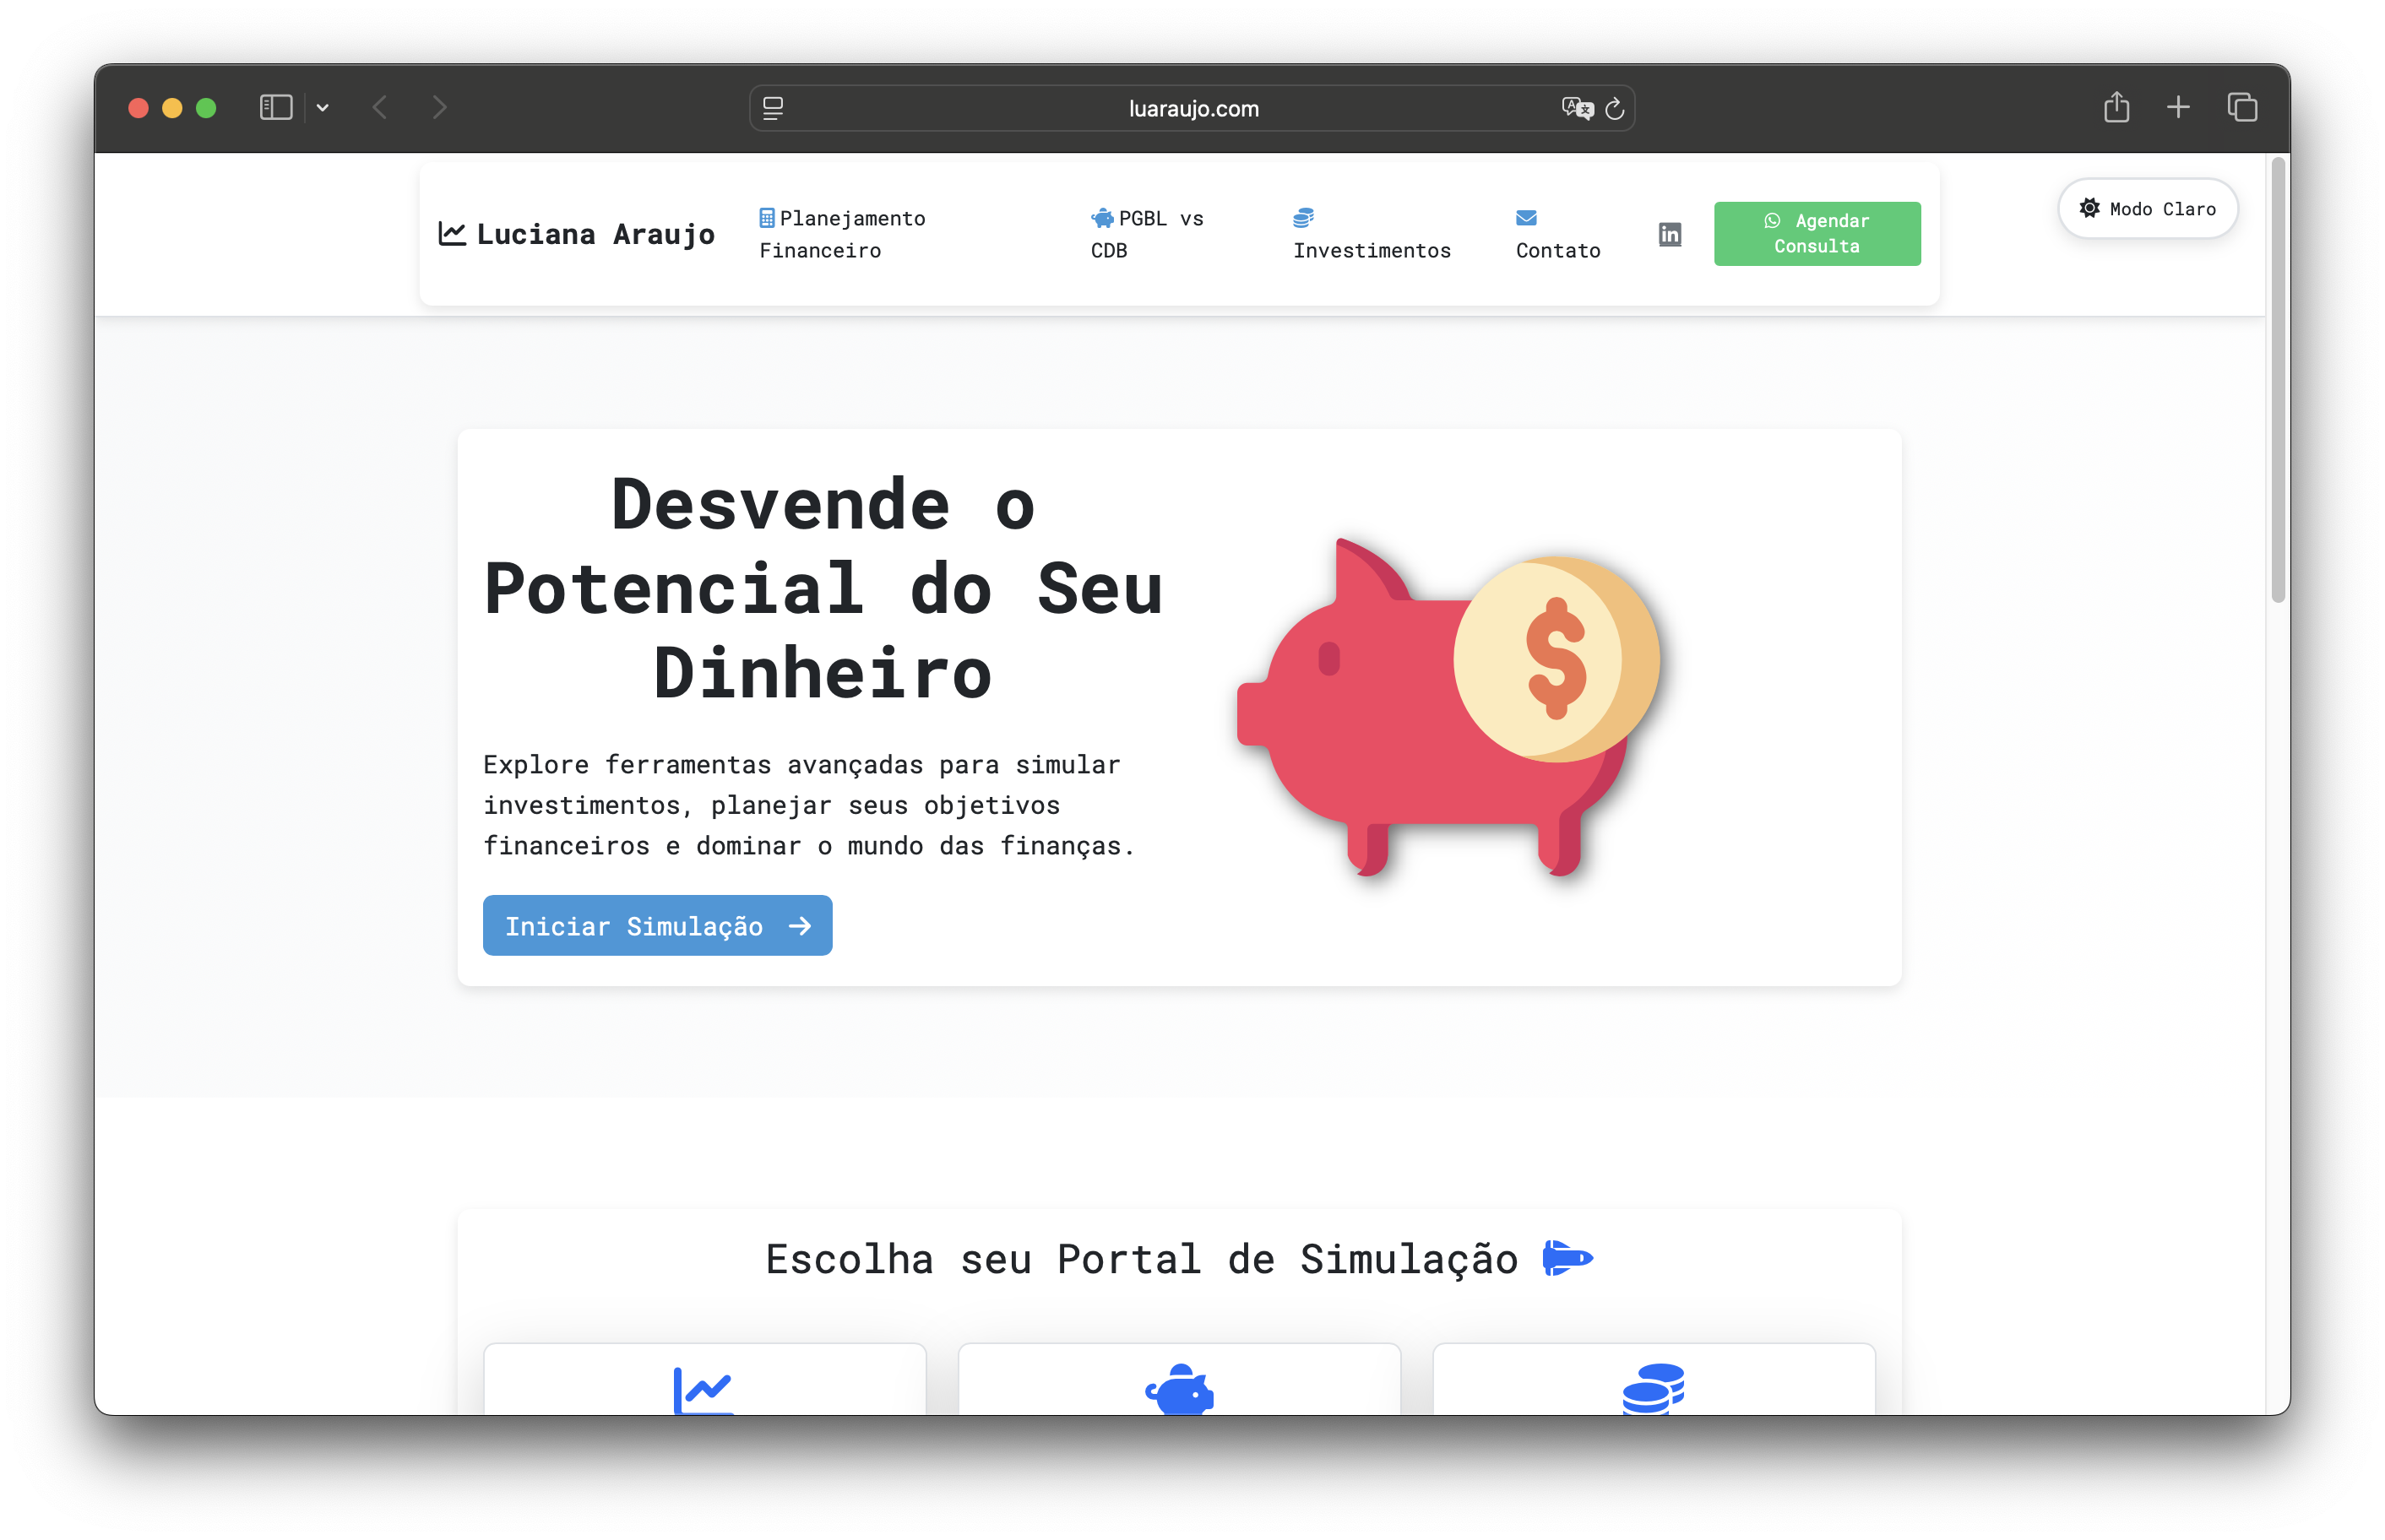 luaraujo.com
Luciana Araujo
Planejamento
Financeiro
PGBL vs
CDB
Investimentos
Contato
in
Agendar
Consulta
Modo Claro
Desvende o
Potencial do Seu
Dinheiro
Explore ferramentas avançadas para simular
investimentos, planejar seus objetivos
financeiros e dominar o mundo das finanças.
Iniciar Simulação
$
Escolha seu Portal de Simulação